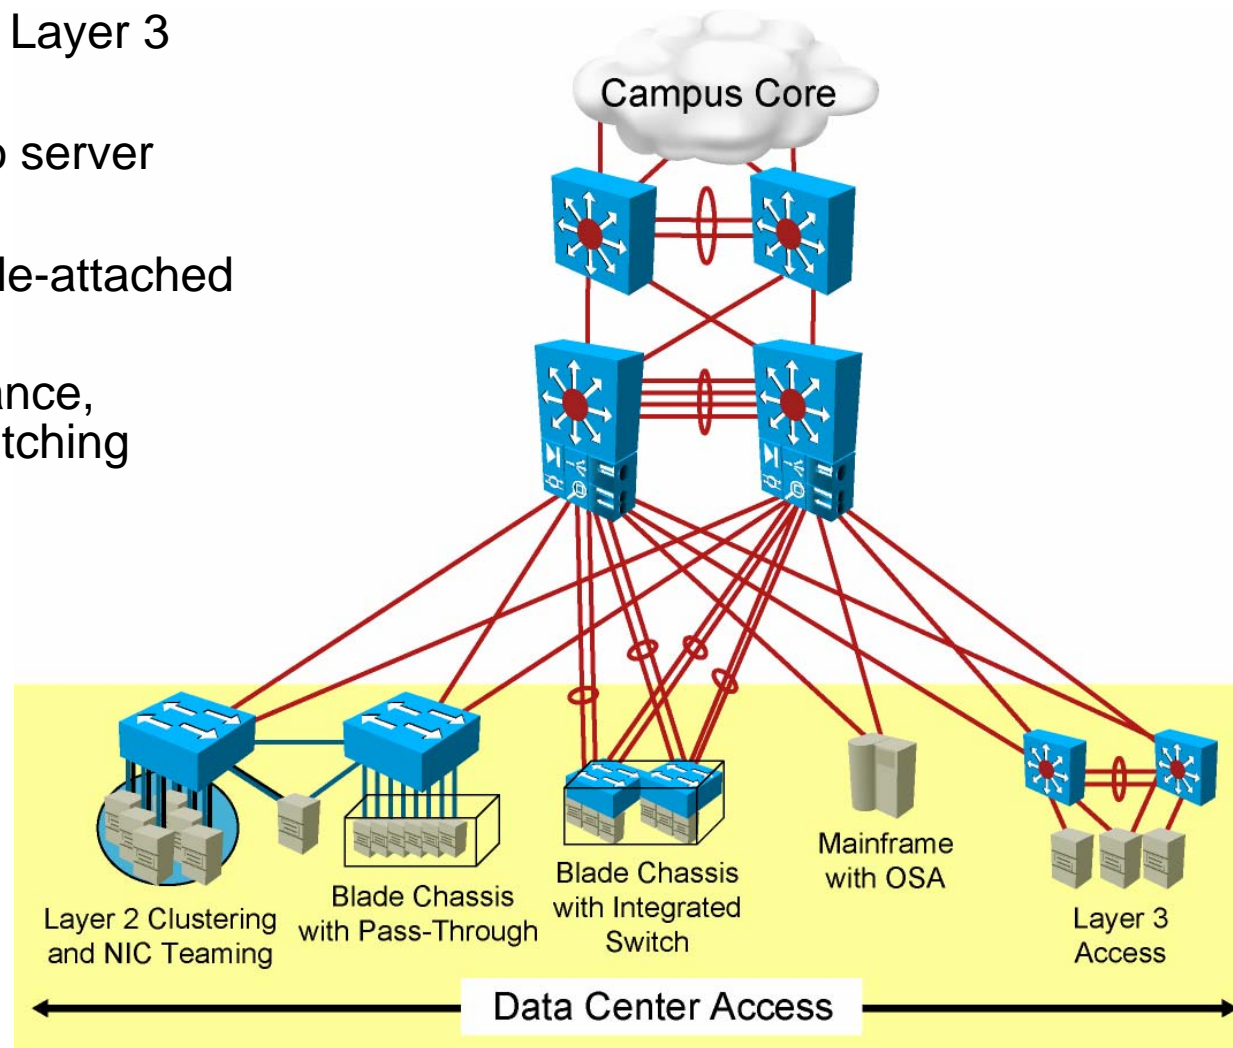 Layer 3
server
le-attached
ance,
tching
Campus Core
Layer 2 Clustering
and NIC Teaming
Blade Chassis
with Pass-Through
Blade Chassis
with Integrated
Switch
Mainframe
with OSA
Layer 3
Access
Data Center Access